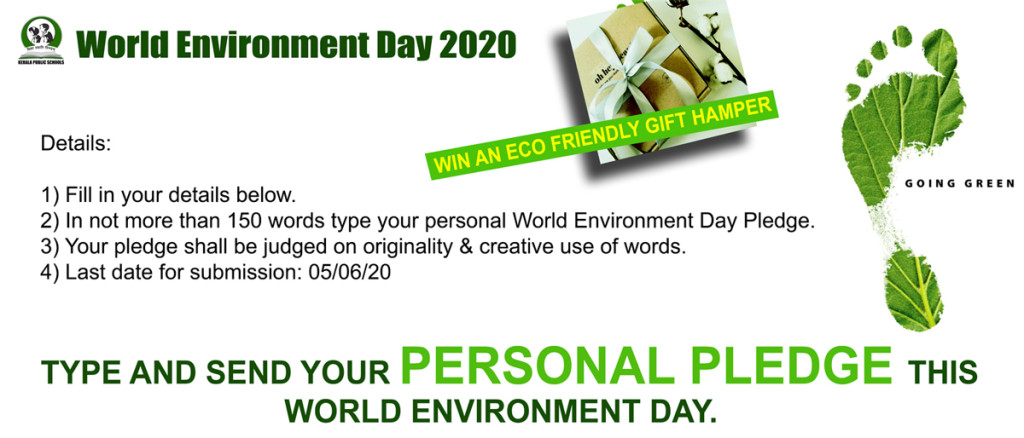 World Environment Day 2020
KERALA PUBLIC SCHOOLS
oh he
WIN AN ECO FRIENDLY GIFT HAMPER
Details:
1) Fill in your details below.
2) In not more than 150 words type your personal World Environment Day Pledge.
3) Your pledge shall be judged on originality & creative use of words.
4) Last date for submission: 05/06/20
GOING GREEN
TYPE AND SEND YOUR PERSONAL PLEDGE THIS
WORLD ENVIRONMENT DAY.